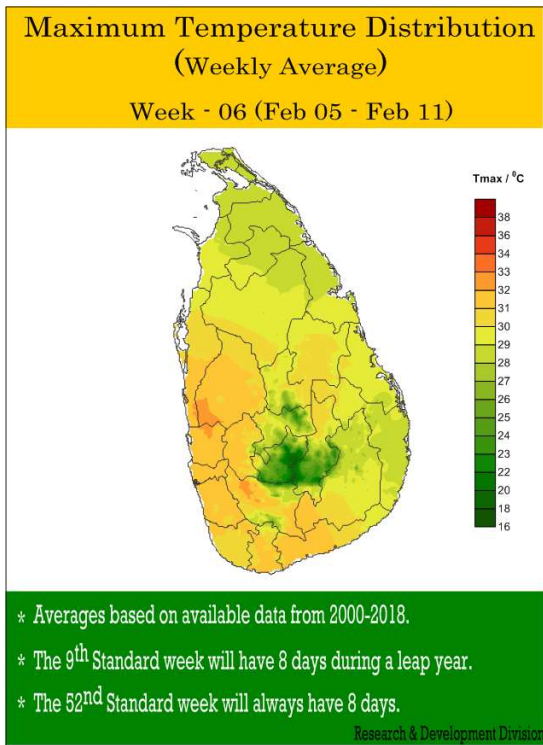 Maximum Temperature Distribution
(Weekly Average)
Week - 06 (Feb 05 - Feb 11)
Tmax / ⁰C
38
36
34
33
32
31
30
29
28
27
26
25
24
22
20
18
16
* Averages based on available data from 2000-2018.
* The 9th Standard week will have 8 days during a leap year.
* The 52nd Standard week will always have 8 days.
Research & Development Division